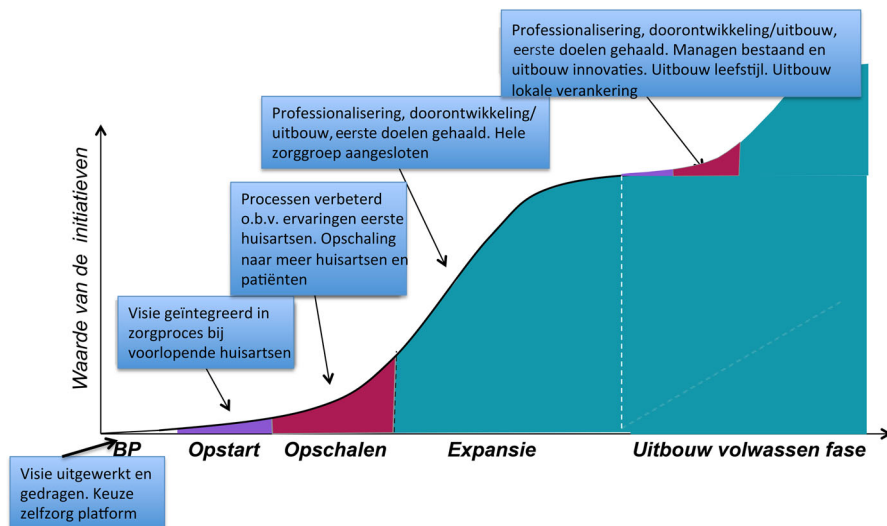 Professionalisering, doorontwikkeling/uitbouw,
eerste doelen gehaald. Managen bestaand en
uitbouw innovaties. Uitbouw leefstijl. Uitbouw
lokale verankering
Professionalisering, doorontwikkeling/
uitbouw, eerste doelen gehaald. Hele
zorggroep aangesloten
Processen verbeterd
o.b.v. ervaringen eerste
huisartsen. Opschaling
naar meer huisartsen en
patiënten
Visie geïntegreerd in
zorgproces bij
voorlopende huisartsen
Waarde van de initiatieven
BP
Opstart
Opschalen
Expansie
Uitbouw volwassen fase
Visie uitgewerkt en
gedragen. Keuze
zelfzorg platform